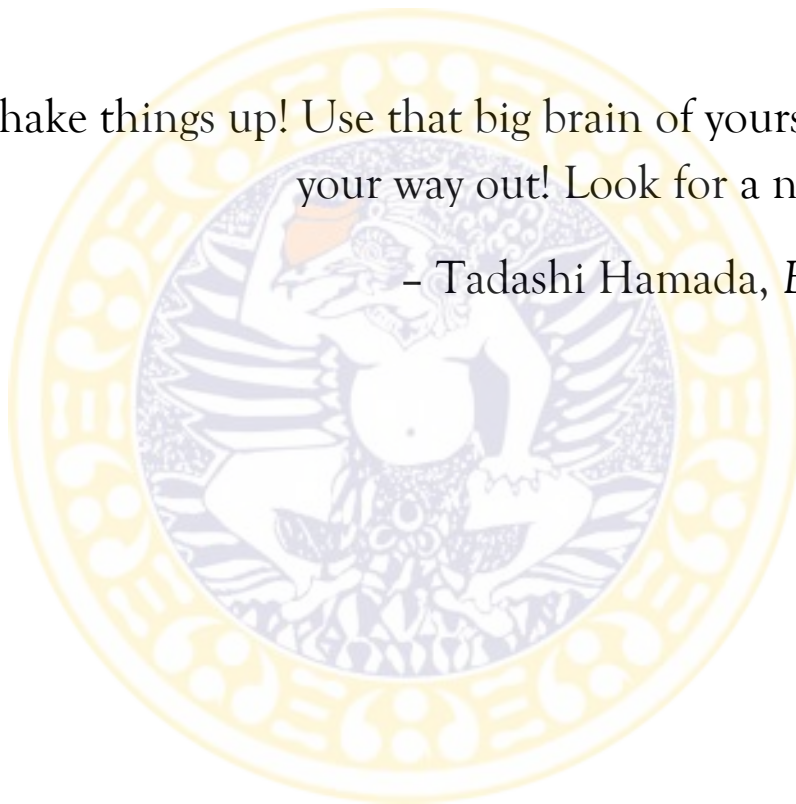 hake things up! Use that big brain of yours
your way out! Look for a n
– Tadashi Hamada,